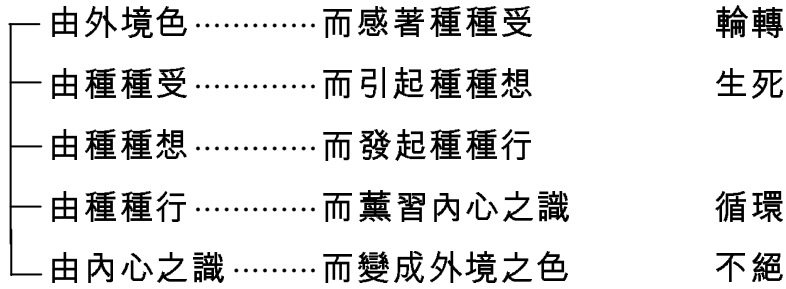 由外境色…………而感著種種受 輪轉
由種種受…………而引起種種想 生死
由種種想…………而發起種種行
由種種行…………而薰習內心之識 循環
由內心之識………而變成外境之色 不絕